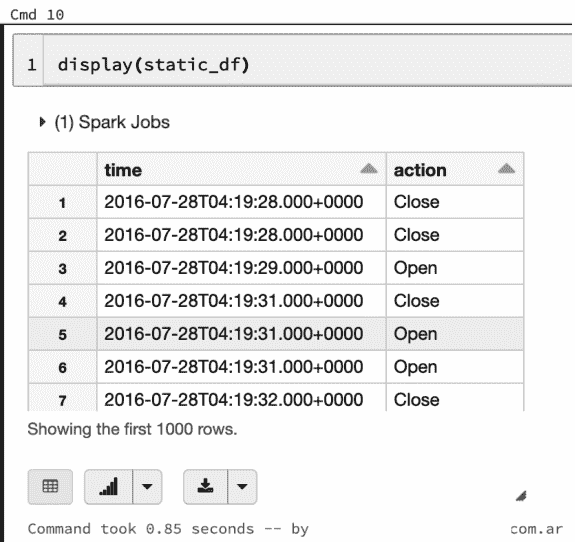 Cmd 10
1 display(static_df)
(1) Spark Jobs
time action
1 2016-07-28T04:19:28.000+0000 Close
2 2016-07-28T04:19:28.000+0000 Close
3 2016-07-28T04:19:29.000+0000 Open
4 2016-07-28T04:19:31.000+0000 Close
5 2016-07-28T04:19:31.000+0000 Open
6 2016-07-28T04:19:31.000+0000 Open
7 2016-07-28T04:19:32.000+0000 Close
Showing the first 1000 rows.
Command took 0.85 seconds -- by com.ar